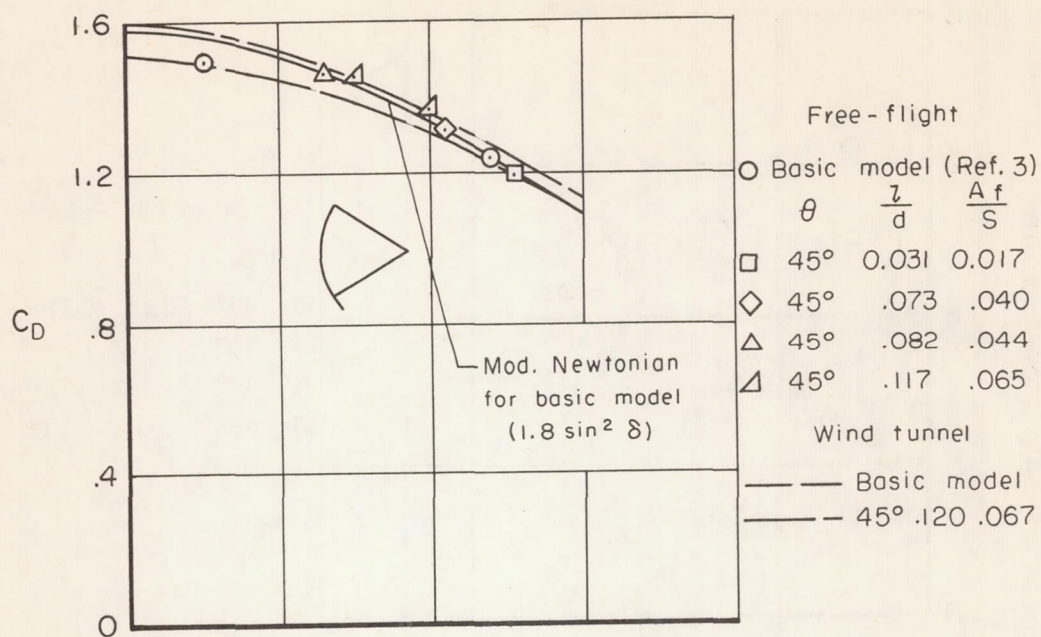 1.6
1.2
C_D .8
.4
0
Mod. Newtonian
for basic model
(1.8 sin² δ)
Free-flight
Basic model (Ref. 3)
θ l/d Af/S
45° 0.031 0.017
45° .073 .040
45° .082 .044
45° .117 .065
Wind tunnel
Basic model
45° .120 .067